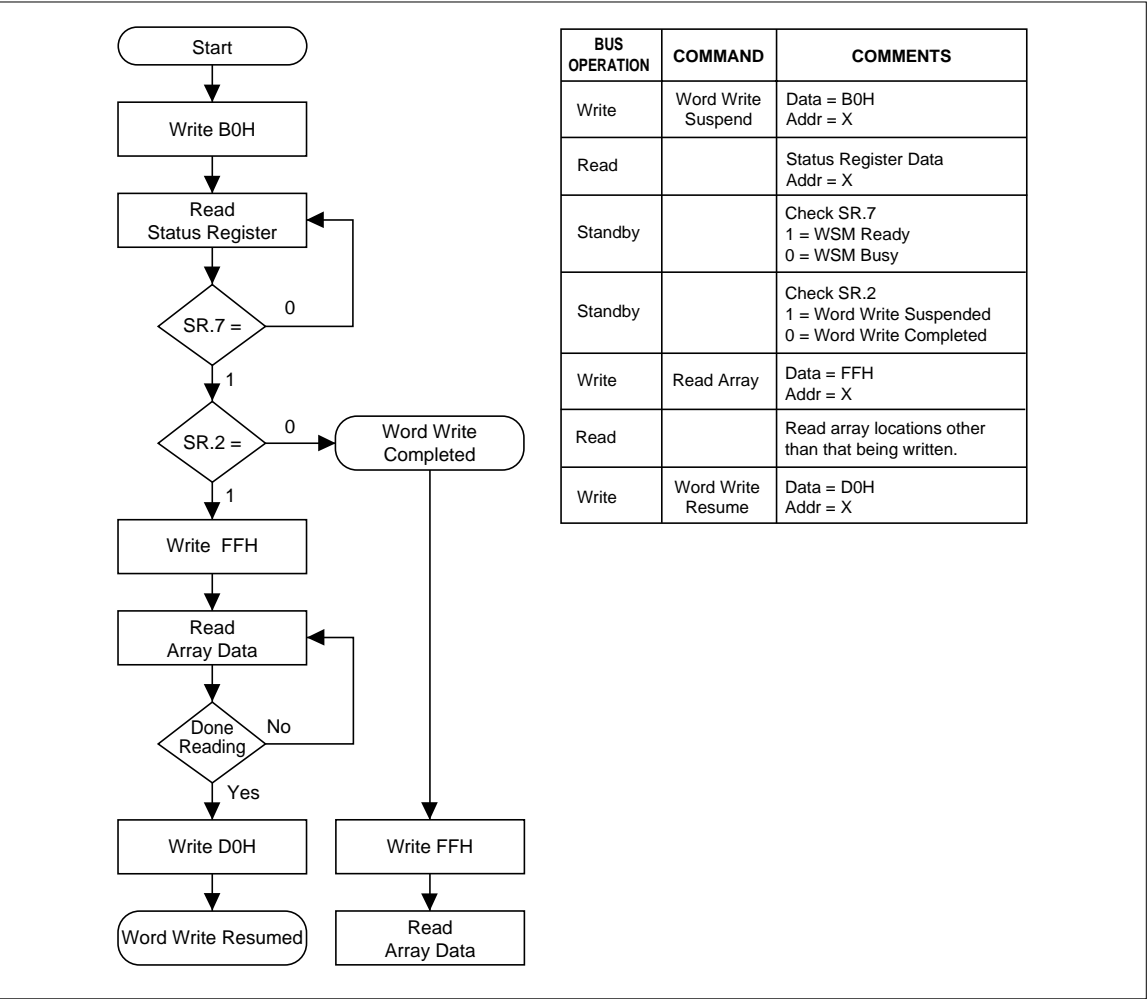 Start
Write B0H
Read
Status Register
SR.7 =
0
1
SR.2 =
0
Word Write
Completed
1
Write FFH
Read
Array Data
Done
Reading
No
Yes
Write D0H
Write FFH
Word Write Resumed
Read
Array Data
BUS
OPERATION
COMMAND
COMMENTS
Write
Word Write
Suspend
Data = B0H
Addr = X
Read
Status Register Data
Addr = X
Standby
Check SR.7
1 = WSM Ready
0 = WSM Busy
Standby
Check SR.2
1 = Word Write Suspended
0 = Word Write Completed
Write
Read Array
Data = FFH
Addr = X
Read
Read array locations other
than that being written.
Write
Word Write
Resume
Data = D0H
Addr = X